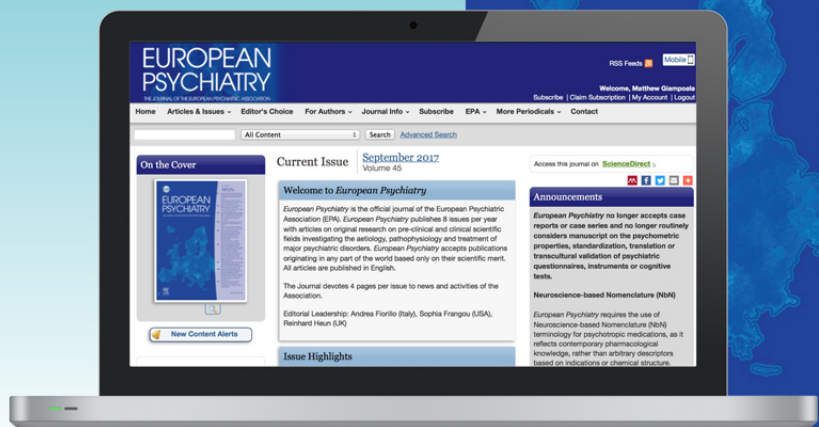 EUROPEAN
PSYCHIATRY
THE JOURNAL OF THE EUROPEAN PSYCHIATRIC ASSOCIATION
RSS Feeds
Mobile
Welcome, Matthew Giampoala
Subscribe | Claim Subscription | My Account | Logout
Home Articles & Issues Editor's Choice For Authors Journal Info Subscribe EPA More Periodicals Contact
All Content Search Advanced Search
On the Cover
EUROPEAN
PSYCHIATRY
New Content Alerts
Current Issue
September 2017
Volume 45
Welcome to European Psychiatry
European Psychiatry is the official journal of the European Psychiatric
Association (EPA). European Psychiatry publishes 8 issues per year
with articles on original research on pre-clinical and clinical scientific
fields investigating the aetiology, pathophysiology and treatment of
major psychiatric disorders. European Psychiatry accepts publications
originating in any part of the world based only on their scientific merit.
All articles are published in English.
The Journal devotes 4 pages per issue to news and activities of the
Association.
Editorial Leadership: Andrea Fiorillo (Italy), Sophia Frangou (USA),
Reinhard Heun (UK)
Issue Highlights
Access this journal on ScienceDirect
Announcements
European Psychiatry no longer accepts case
reports or case series and no longer routinely
considers manuscript on the psychometric
properties, standardization, translation or
transcultural validation of psychiatric
questionnaires, instruments or cognitive
tests.
Neuroscience-based Nomenclature (NbN)
European Psychiatry requires the use of
Neuroscience-based Nomenclature (NbN)
terminology for psychotropic medications, as it
reflects contemporary pharmacological
knowledge, rather than arbitrary descriptors
based on indications or chemical structure.